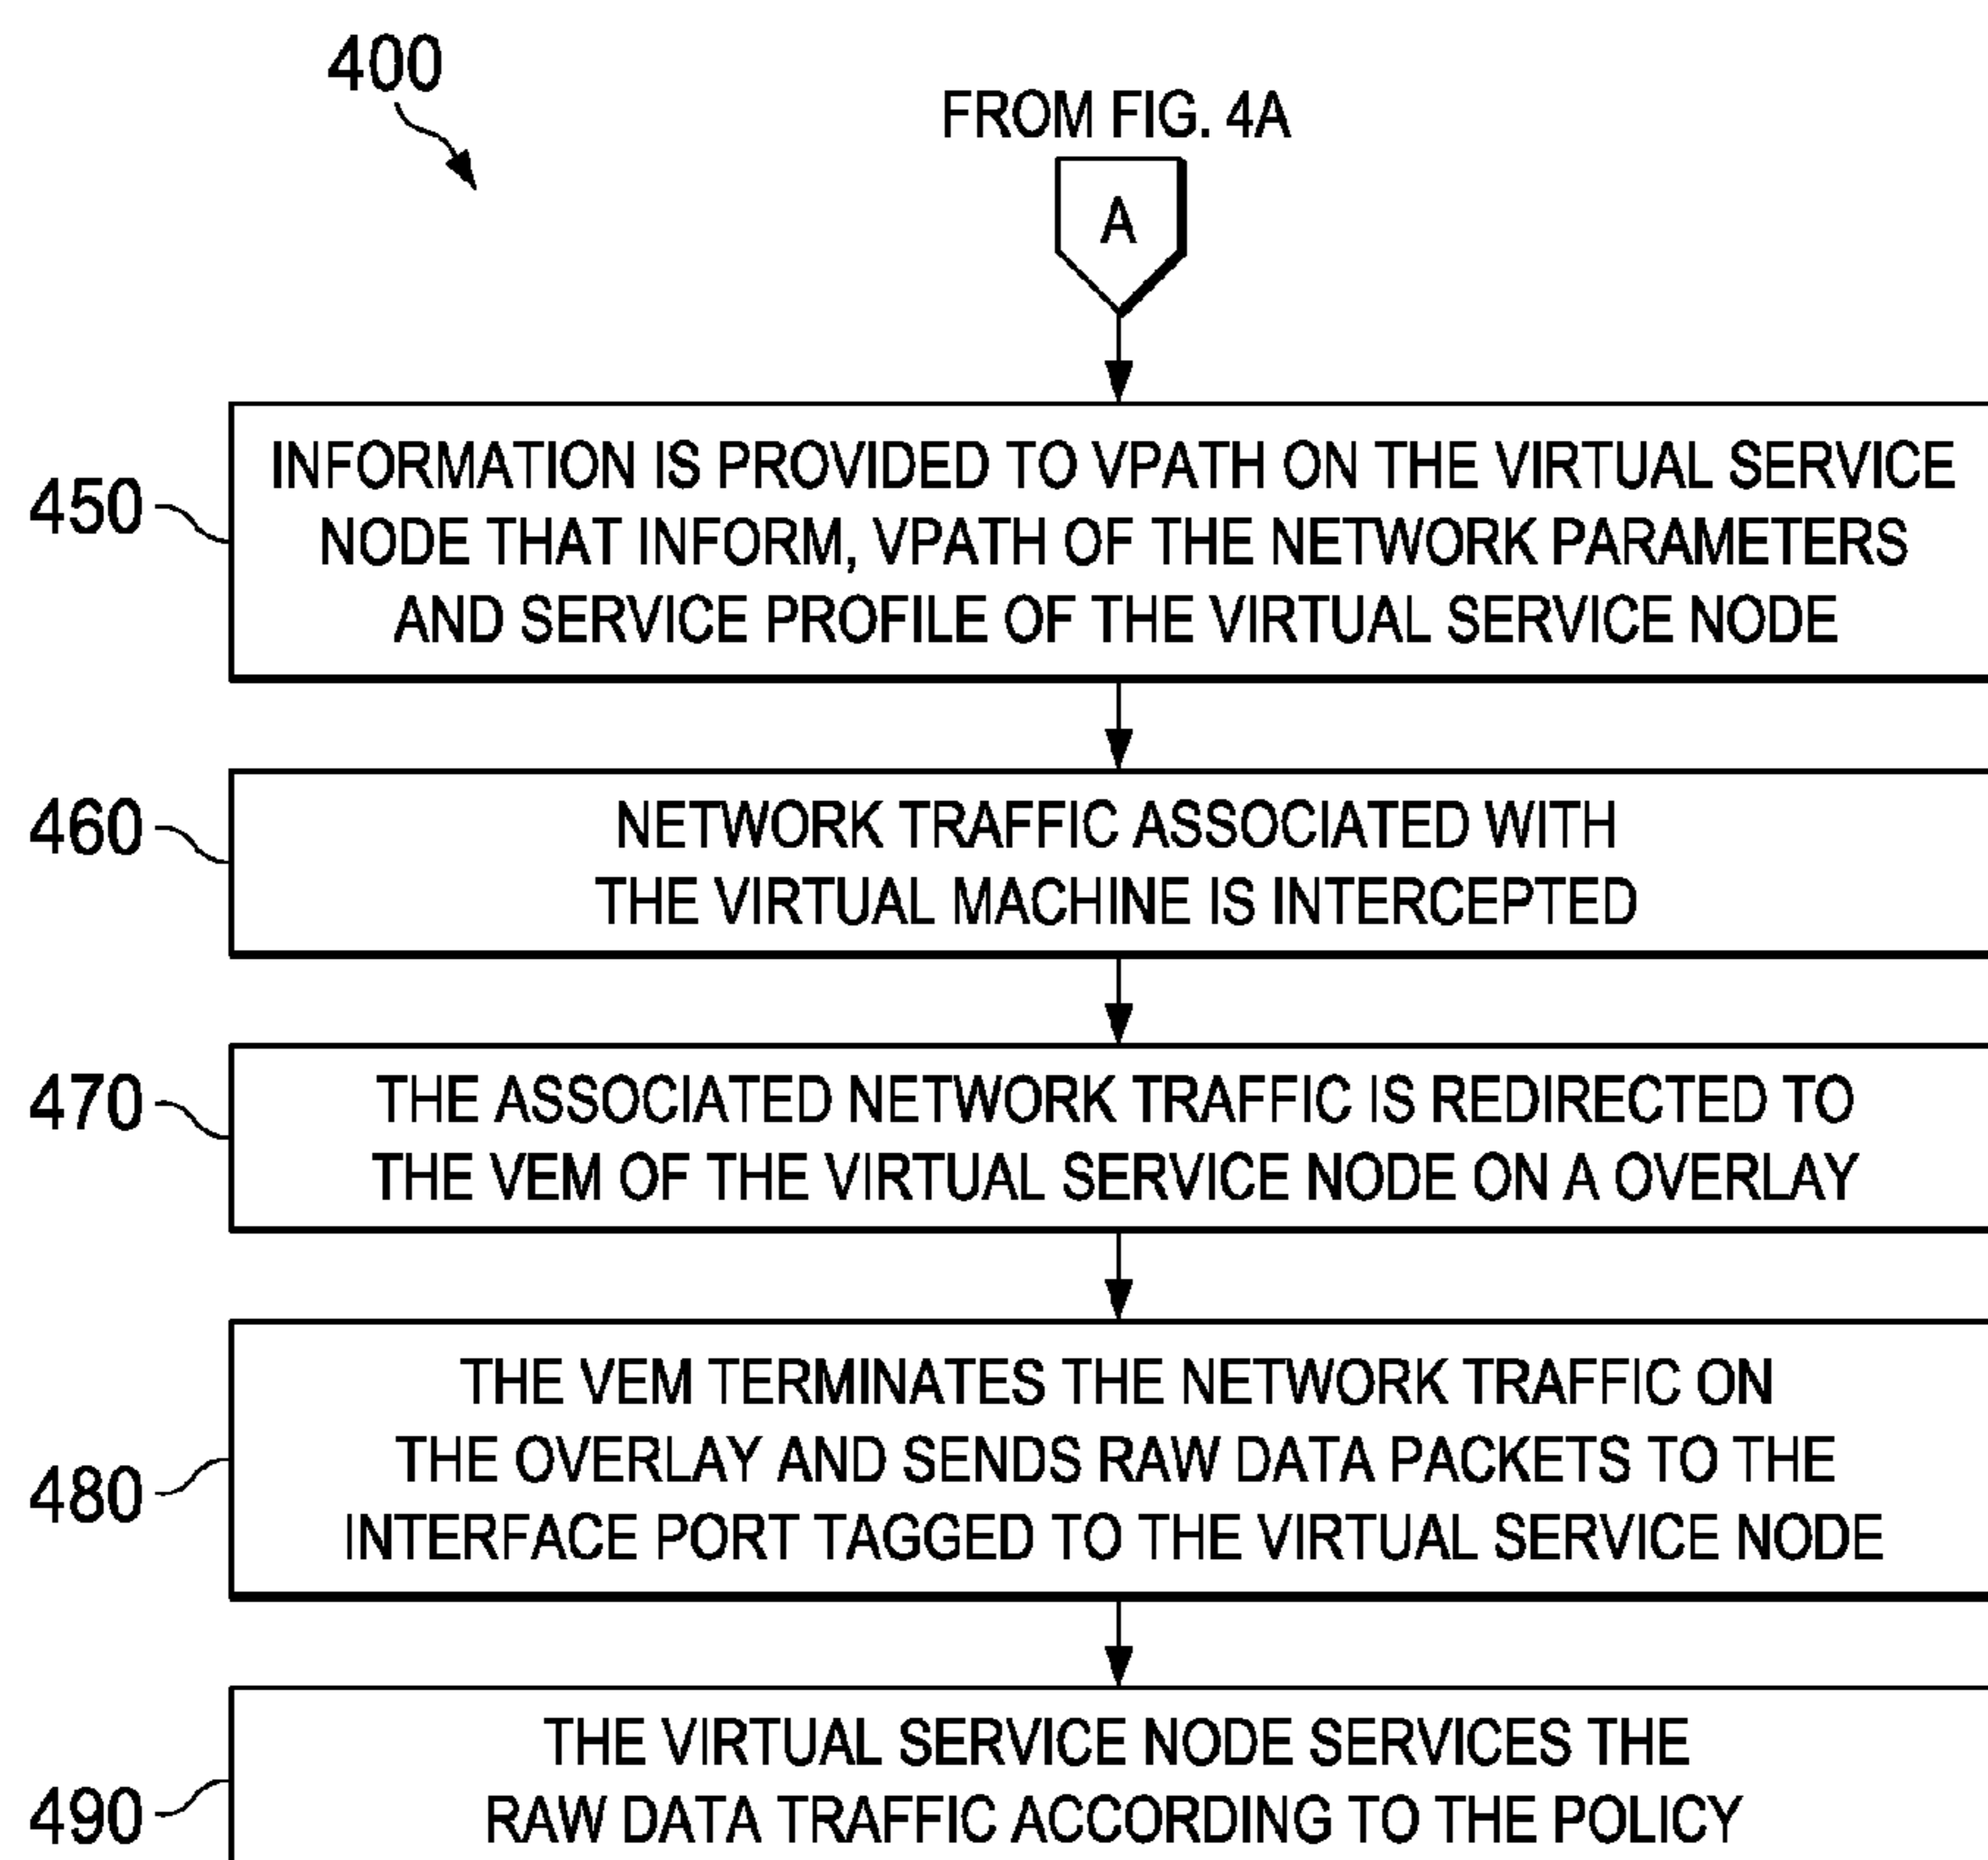 400
FROM FIG. 4A
A
450
INFORMATION IS PROVIDED TO VPATH ON THE VIRTUAL SERVICE
NODE THAT INFORM, VPATH OF THE NETWORK PARAMETERS
AND SERVICE PROFILE OF THE VIRTUAL SERVICE NODE
460
NETWORK TRAFFIC ASSOCIATED WITH
THE VIRTUAL MACHINE IS INTERCEPTED
470
THE ASSOCIATED NETWORK TRAFFIC IS REDIRECTED TO
THE VEM OF THE VIRTUAL SERVICE NODE ON A OVERLAY
480
THE VEM TERMINATES THE NETWORK TRAFFIC ON
THE OVERLAY AND SENDS RAW DATA PACKETS TO THE
INTERFACE PORT TAGGED TO THE VIRTUAL SERVICE NODE
490
THE VIRTUAL SERVICE NODE SERVICES THE
RAW DATA TRAFFIC ACCORDING TO THE POLICY